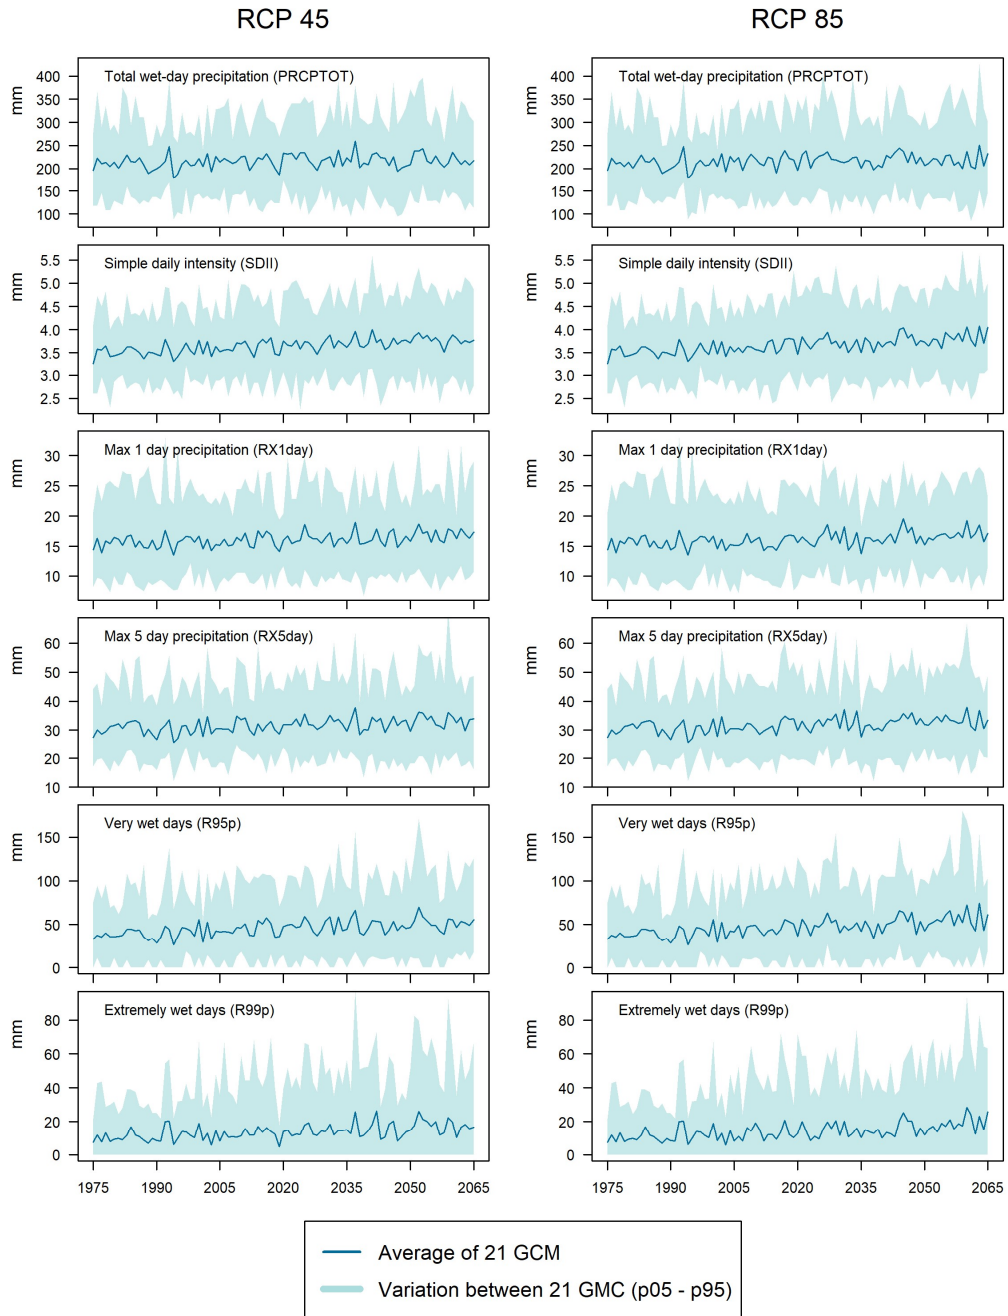 RCP 45
RCP 85
Total wet-day precipitation (PRCPTOT)
mm
400
350
300
250
200
150
100
Total wet-day precipitation (PRCPTOT)
mm
400
350
300
250
200
150
100
Simple daily intensity (SDII)
mm
5.5
5.0
4.5
4.0
3.5
3.0
2.5
Simple daily intensity (SDII)
mm
5.5
5.0
4.5
4.0
3.5
3.0
2.5
Max 1 day precipitation (RX1day)
mm
30
25
20
15
10
Max 1 day precipitation (RX1day)
mm
30
25
20
15
10
Max 5 day precipitation (RX5day)
mm
60
50
40
30
20
10
Max 5 day precipitation (RX5day)
mm
60
50
40
30
20
10
Very wet days (R95p)
mm
150
100
50
0
Very wet days (R95p)
mm
150
100
50
0
Extremely wet days (R99p)
mm
80
60
40
20
0
Extremely wet days (R99p)
mm
80
60
40
20
0
1975 1990 2005 2020 2035 2050 2065
1975 1990 2005 2020 2035 2050 2065
Average of 21 GCM
Variation between 21 GMC (p05 - p95)